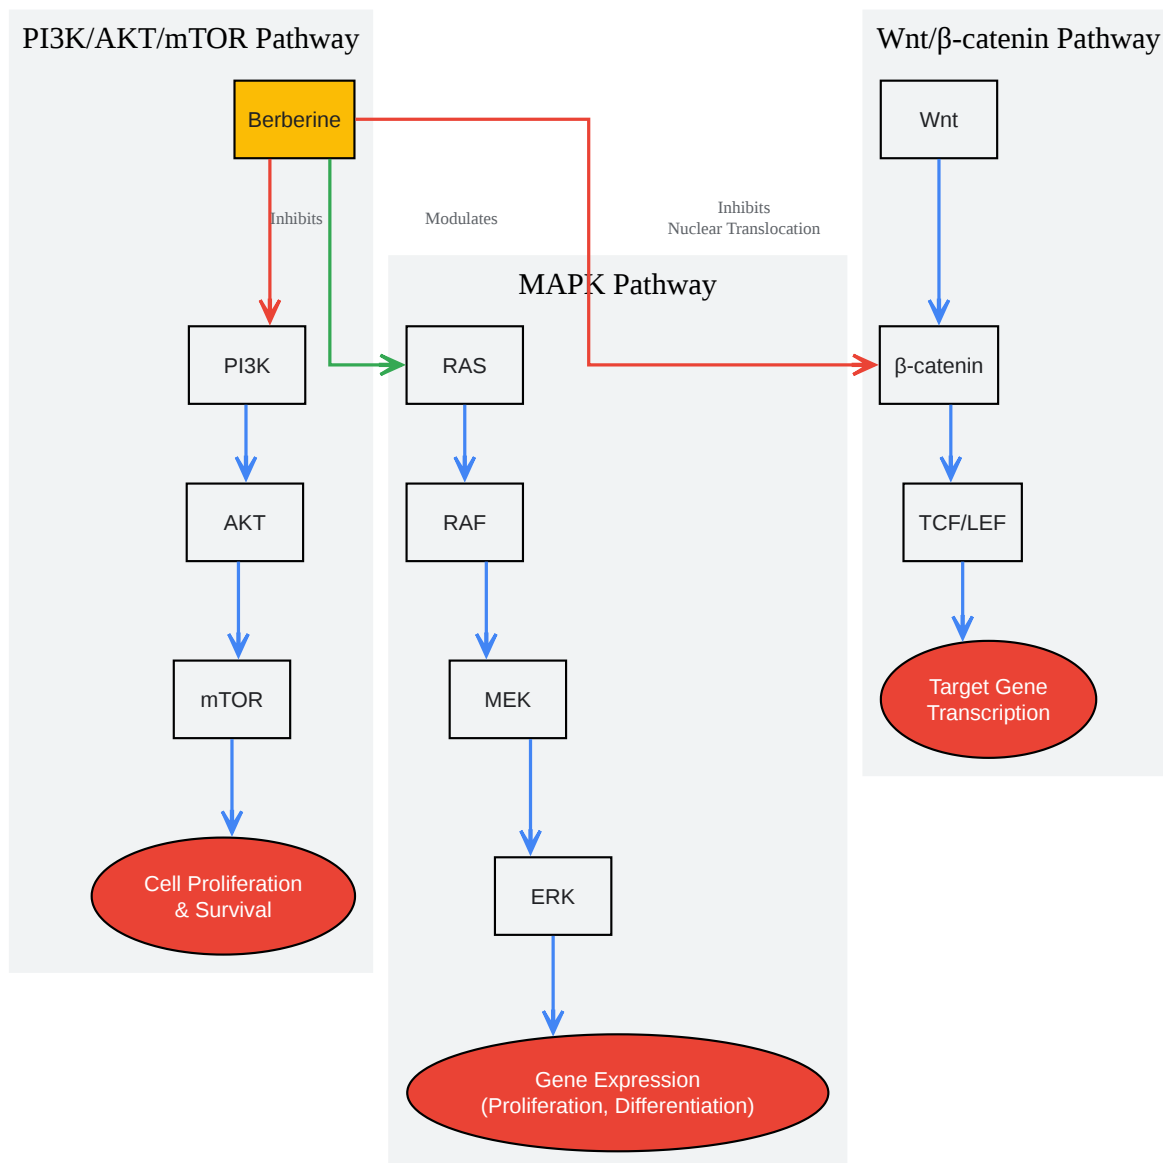 PI3K/AKT/mTOR Pathway
Berberine
Inhibits
PI3K
AKT
mTOR
Cell Proliferation
& Survival
Modulates
MAPK Pathway
RAS
RAF
MEK
ERK
Gene Expression
(Proliferation, Differentiation)
Inhibits
Nuclear Translocation
Wnt/β-catenin Pathway
Wnt
β-catenin
TCF/LEF
Target Gene
Transcription